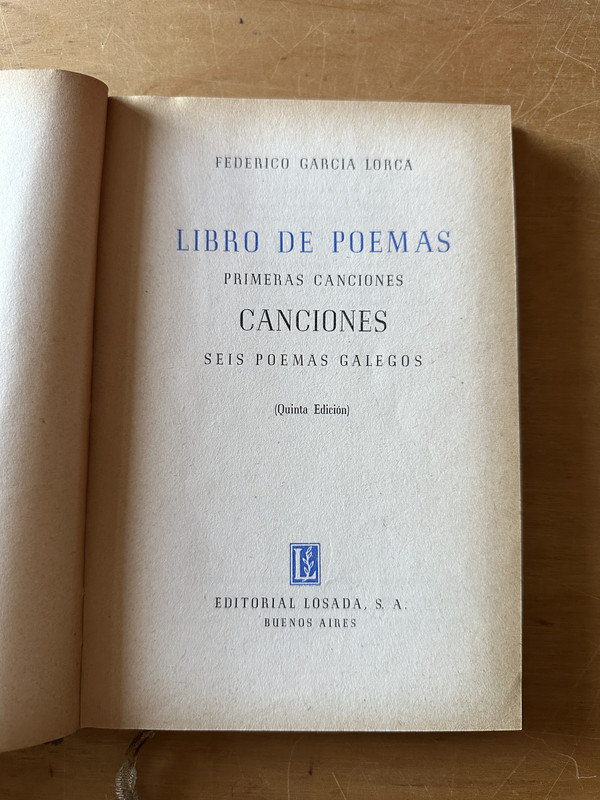 FEDERICO GARCIA LORCA
LIBRO DE POEMAS
PRIMERAS CANCIONES
CANCIONES
SEIS POEMAS GALEGOS
(Quinta Edición)
L
EDITORIAL LOSADA, S. A.
BUENOS AIRES